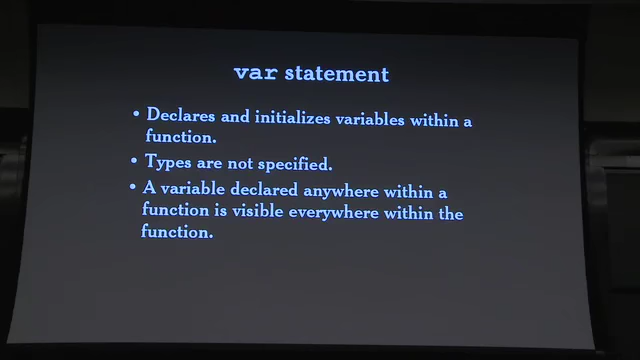 var statement
• Declares and initializes variables within a
function.
• Types are not specified.
• A variable declared anywhere within a
function is visible everywhere within the
function.